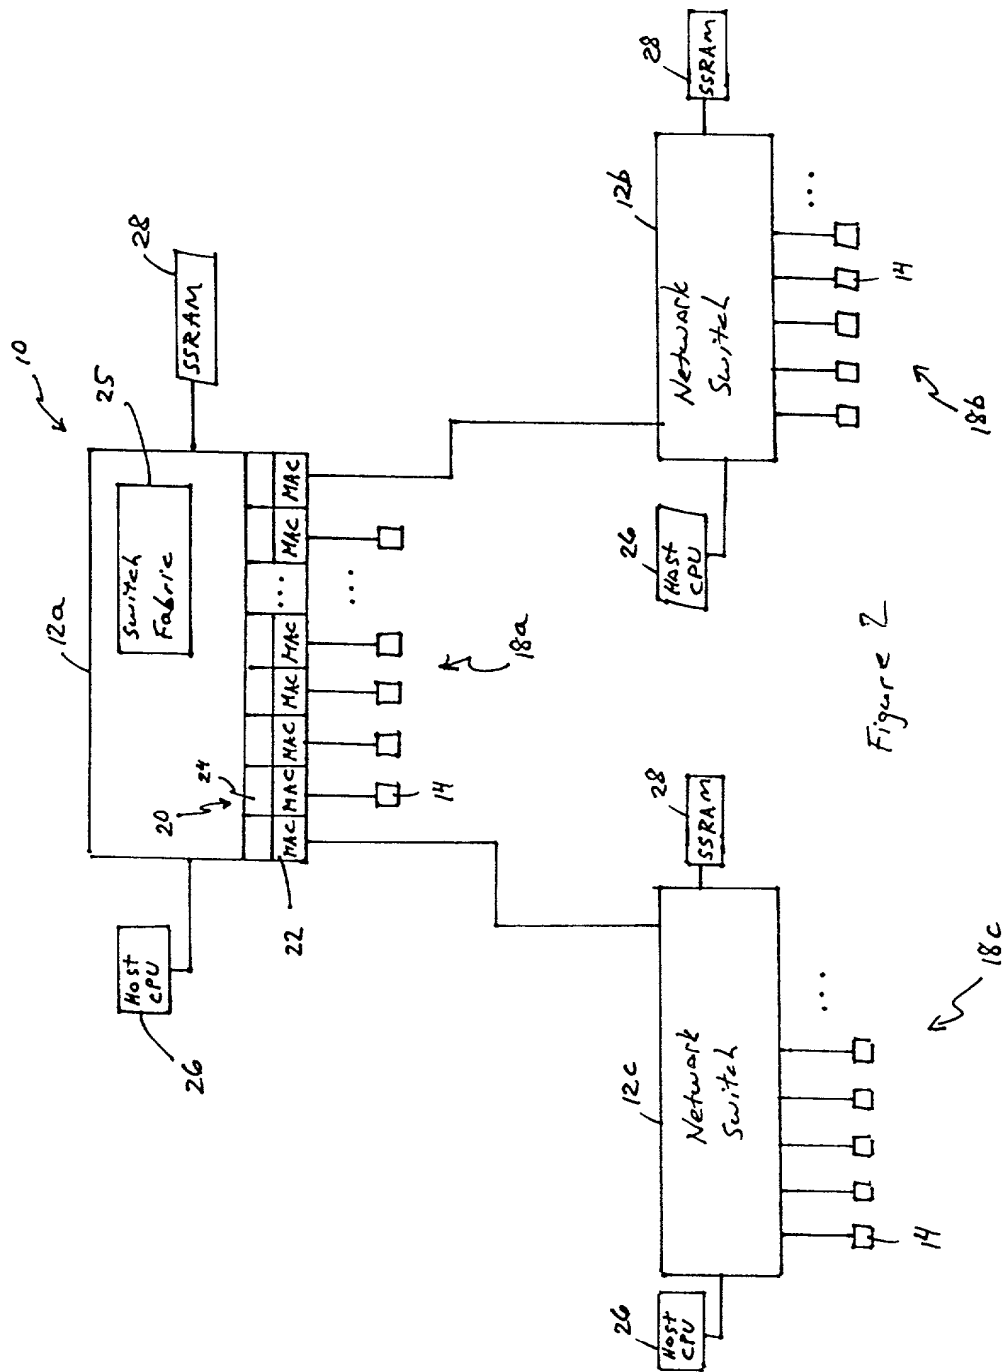 10
12a
28
SSRAM
25
Switch
Fabric
20
24
Host
CPU
26
22
MAC
MAC
MAC
MAC
MAC
...
MAC
MAC
14
...
18a
12c
Network
Switch
28
SSRAM
26
Host
CPU
14
...
18c
12b
Network
Switch
28
SSRAM
26
Host
CPU
14
...
18b
Figure 2